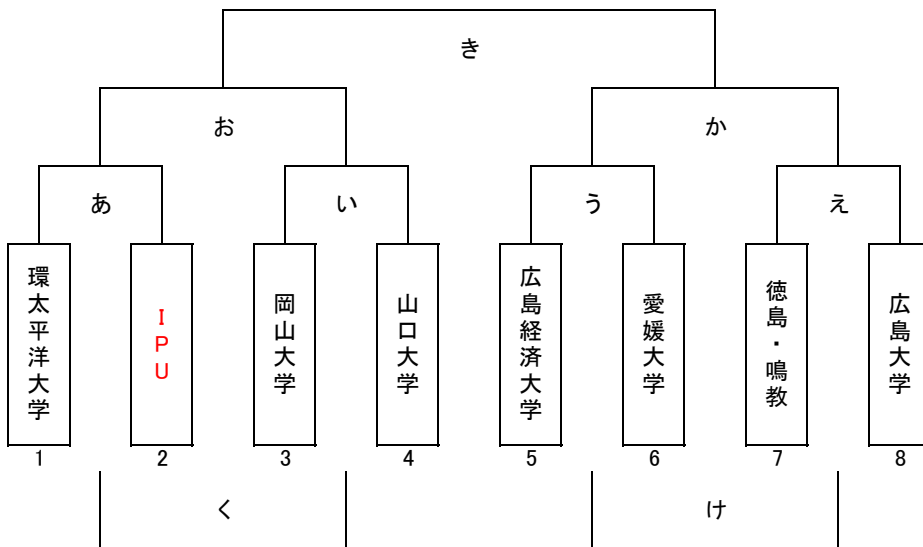 き
お
か
あ
い
う
え
環太平洋大学
IPU
岡山大学
山口大学
広島経済大学
愛媛大学
徳島・鳴教
広島大学
1
2
3
4
5
6
7
8
く
け